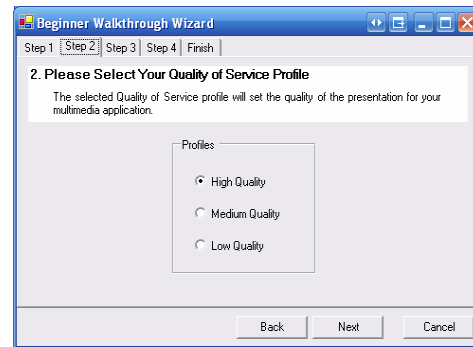 Beginner Walkthrough Wizard
Step 1 Step 2 Step 3 Step 4 Finish
2. Please Select Your Quality of Service Profile
The selected Quality of Service profile will set the quality of the presentation for your
multimedia application.
Profiles
High Quality
Medium Quality
Low Quality
Back Next Cancel